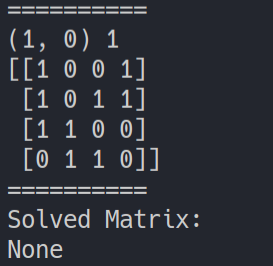 ==========
(1, 0) 1
[[1 0 0 1]
 [1 0 1 1]
 [1 1 0 0]
 [0 1 1 0]]
==========
Solved Matrix:
None